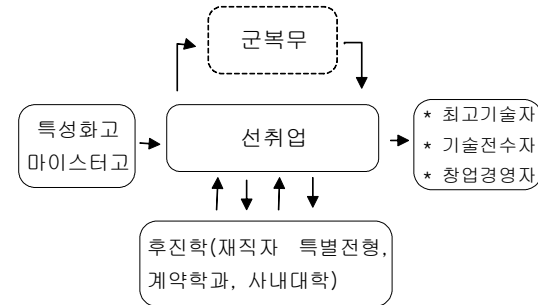 군복무
특성화고
마이스터고
선취업
* 최고기술자
* 기술전수자
* 창업경영자
후진학(재직자 특별전형,
계약학과, 사내대학)